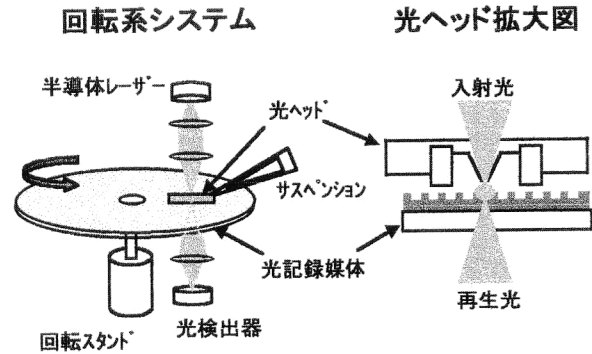 回転系システム
光ヘッド拡大図
半導体レーザー
光ヘッド
入射光
サスペンション
光記録媒体
再生光
光検出器
回転スタンド